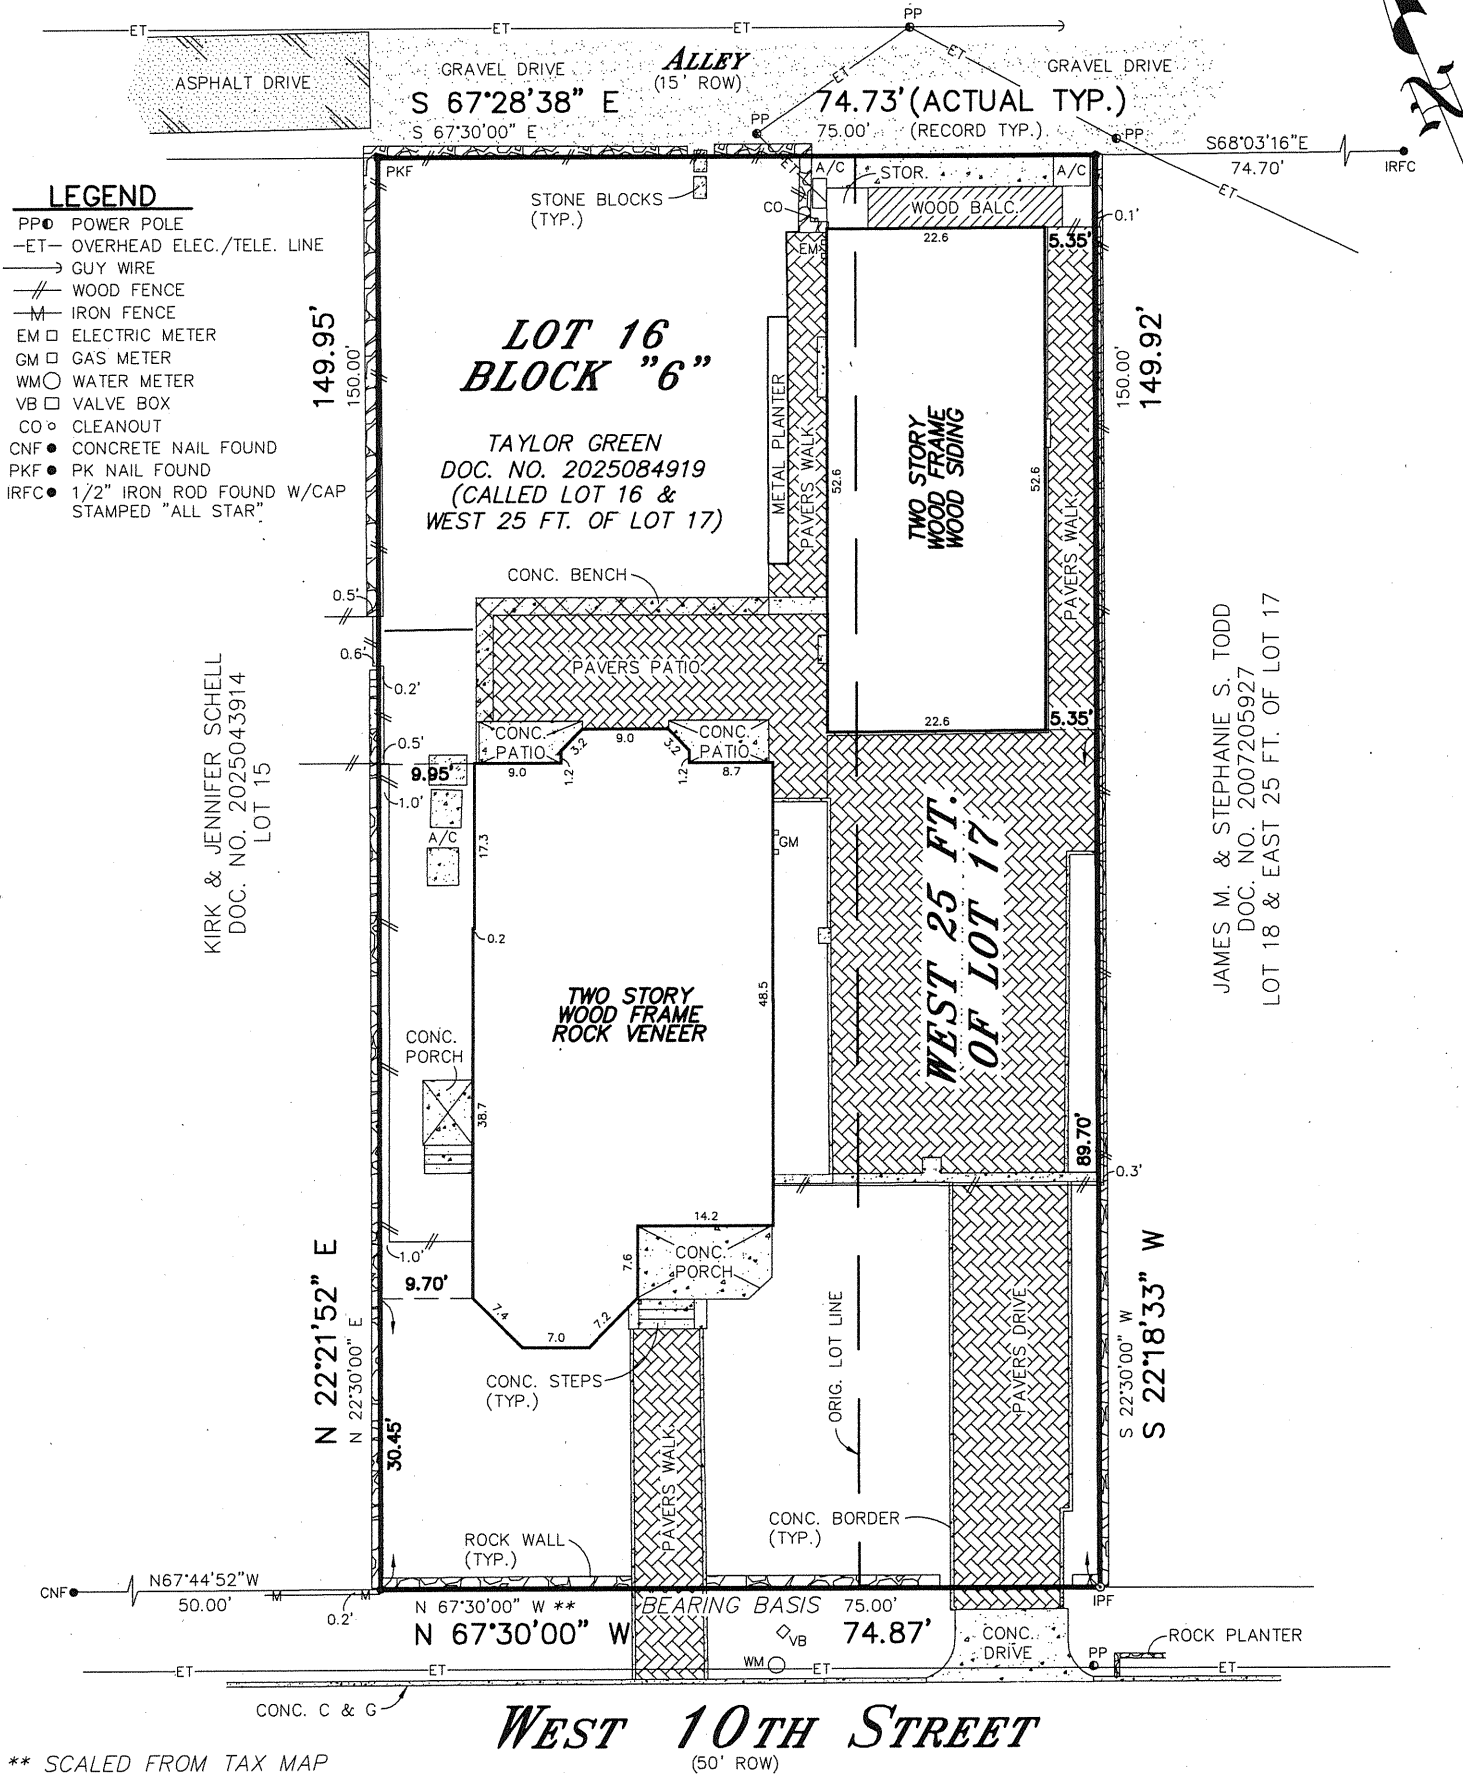 ET
ET
ET
PP
ET
ET
ASPHALT DRIVE
GRAVEL DRIVE
ALLEY
(15' ROW)
GRAVEL DRIVE
S 67°28'38" E
74.73'(ACTUAL TYP.)
S 67°30'00" E
PP
75.00'
(RECORD TYP.)
PP
S68°03'16"E
74.70'
IRFC
ET
ET
PKF
A/C
STOR.
A/C
STONE BLOCKS
(TYP.)
CO
WOOD BALC.
0.1'
EM
22.6
5.35'
LEGEND
PP POWER POLE
-ET- OVERHEAD ELEC./TELE. LINE
GUY WIRE
-//- WOOD FENCE
-M- IRON FENCE
EM ELECTRIC METER
GM GAS METER
WM WATER METER
VB VALVE BOX
CO CLEANOUT
CNF CONCRETE NAIL FOUND
PKF PK NAIL FOUND
IRFC 1/2" IRON ROD FOUND W/CAP
STAMPED "ALL STAR"
149.95'
150.00'
LOT 16
BLOCK "6"
TAYLOR GREEN
DOC. NO. 2025084919
(CALLED LOT 16 &
WEST 25 FT. OF LOT 17)
METAL PLANTER
PAVERS WALK
52.6
TWO STORY
WOOD FRAME
WOOD SIDING
52.6
PAVERS WALK
150.00'
149.92'
CONC. BENCH
0.5'
0.6'
0.2'
PAVERS PATIO
KIRK & JENNIFER SCHELL
DOC. NO. 2025043914
LOT 15
JAMES M. & STEPHANIE S. TODD
DOC. NO. 2007205927
LOT 18 & EAST 25 FT. OF LOT 17
22.6
5.35'
CONC.
PATIO
3.2
9.0
3.2
CONC.
PATIO
0.5'
9.95'
9.0
1.2
1.2
8.7
1.0'
A/C
17.3
GM
WEST 25 FT.
OF LOT 17
0.2
TWO STORY
WOOD FRAME
ROCK VENEER
48.5
CONC.
PORCH
38.7
89.70'
0.3'
14.2
7.6
CONC.
PORCH
1.0'
9.70'
7.4
7.0
7.2
N 22°21'52" E
N 22°30'00" E
30.45'
CONC. STEPS
(TYP.)
PAVERS WALK
ORIG. LOT LINE
PAVERS DRIVE
S 22°30'00" W
S 22°18'33" W
CONC. BORDER
(TYP.)
ROCK WALL
(TYP.)
CNF
N67°44'52"W
50.00'
M
M
0.2'
N 67°30'00" W **
BEARING BASIS
75.00'
IPF
N 67°30'00" W
74.87'
VB
WM
CONC.
DRIVE
PP
ROCK PLANTER
ET
ET
ET
ET
CONC. C & G
WEST 10TH STREET
(50' ROW)
** SCALED FROM TAX MAP